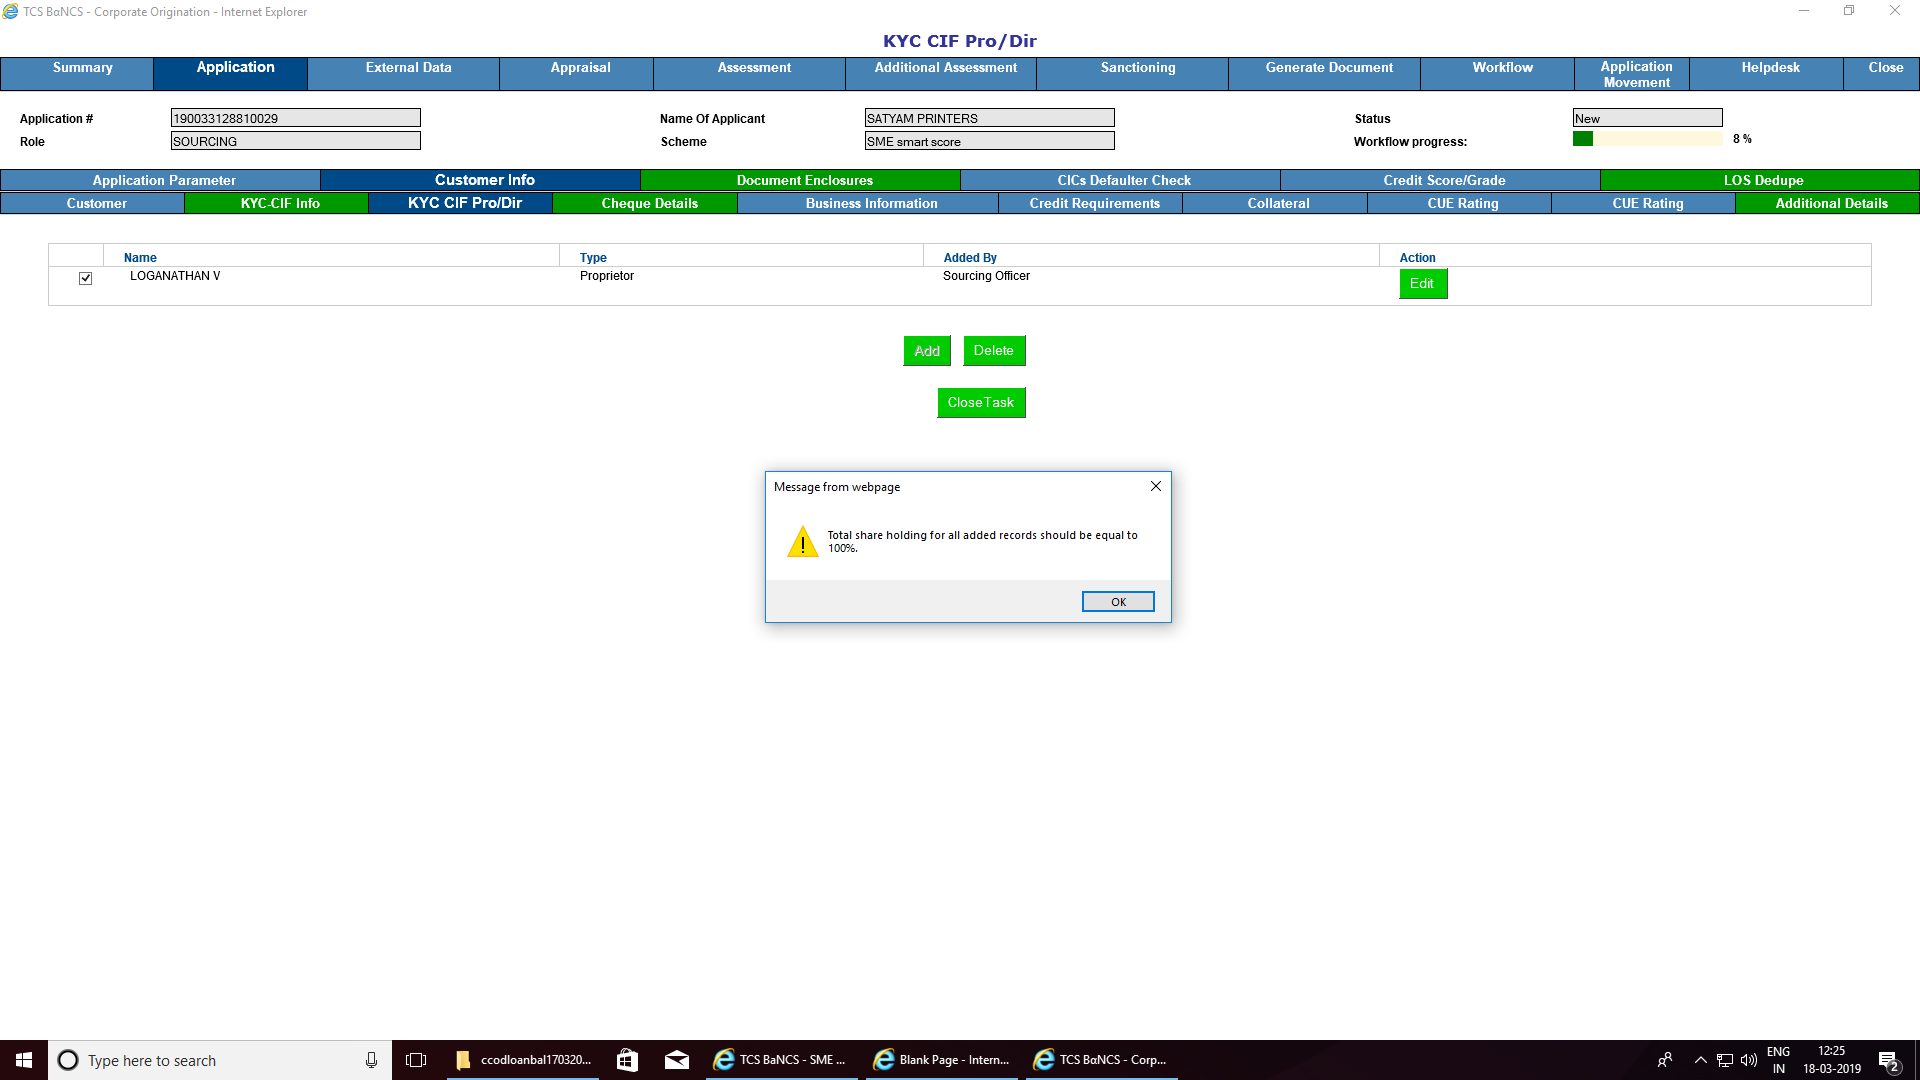 TCS BαNCS - Corporate Origination - Internet Explorer
KYC CIF Pro/Dir
Summary Application External Data Appraisal Assessment Additional Assessment Sanctioning Generate Document Workflow Application Movement Helpdesk Close
Application # 190033128810029 Name Of Applicant SATYAM PRINTERS Status New
Role SOURCING Scheme SME smart score Workflow progress: 8 %
Application Parameter Customer Info Document Enclosures CICs Defaulter Check Credit Score/Grade LOS Dedupe
Customer KYC-CIF Info KYC CIF Pro/Dir Cheque Details Business Information Credit Requirements Collateral CUE Rating CUE Rating Additional Details
Name Type Added By Action
LOGANATHAN V Proprietor Sourcing Officer Edit
Add Delete
CloseTask
Message from webpage
Total share holding for all added records should be equal to
100%.
OK
Type here to search ccodloanbal170320... TCS BaNCS - SME ... Blank Page - Intern... TCS BαNCS - Corp... ENG 12:25
IN 18-03-2019 2